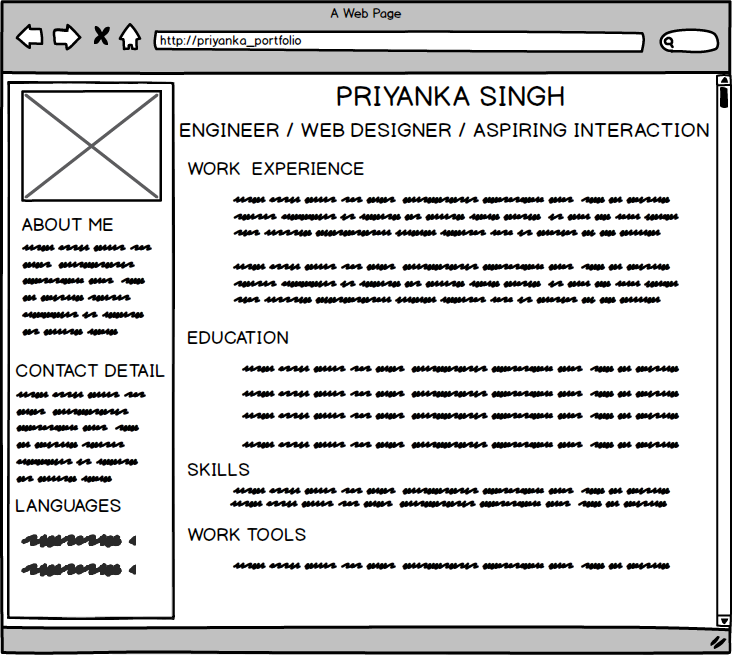 A Web Page
http://priyanka_portfolio
PRIYANKA SINGH
ENGINEER / WEB DESIGNER / ASPIRING INTERACTION
ABOUT ME
CONTACT DETAIL
LANGUAGES
WORK EXPERIENCE
EDUCATION
SKILLS
WORK TOOLS